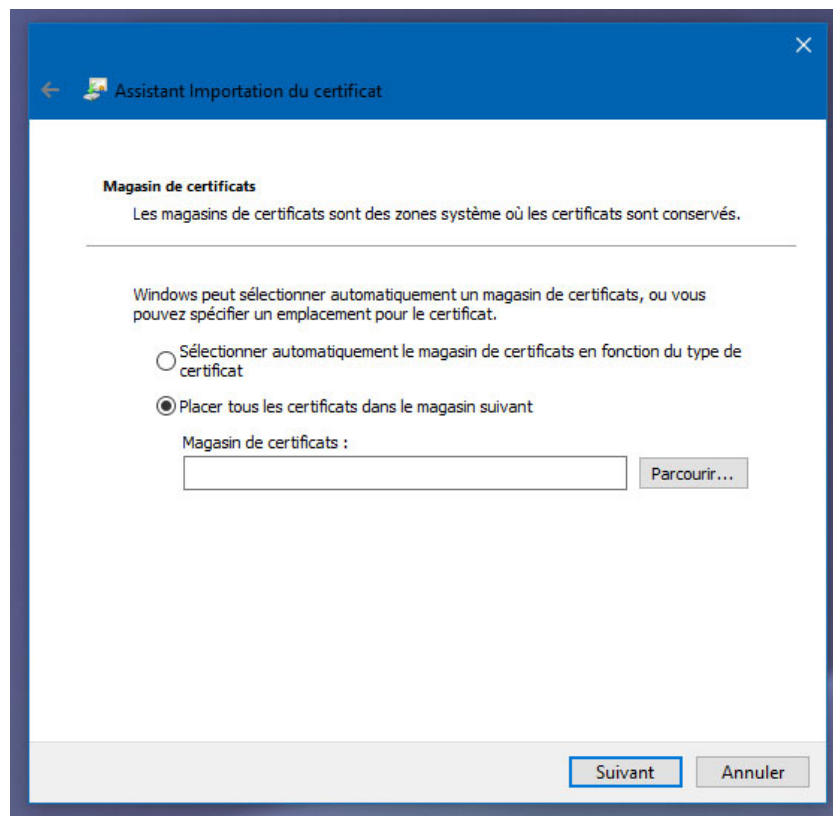 Assistant Importation du certificat
Magasin de certificats
Les magasins de certificats sont des zones système où les certificats sont conservés.
Windows peut sélectionner automatiquement un magasin de certificats, ou vous
pouvez spécifier un emplacement pour le certificat.
Sélectionner automatiquement le magasin de certificats en fonction du type de
certificat
Placer tous les certificats dans le magasin suivant
Magasin de certificats :
Parcourir...
Suivant
Annuler